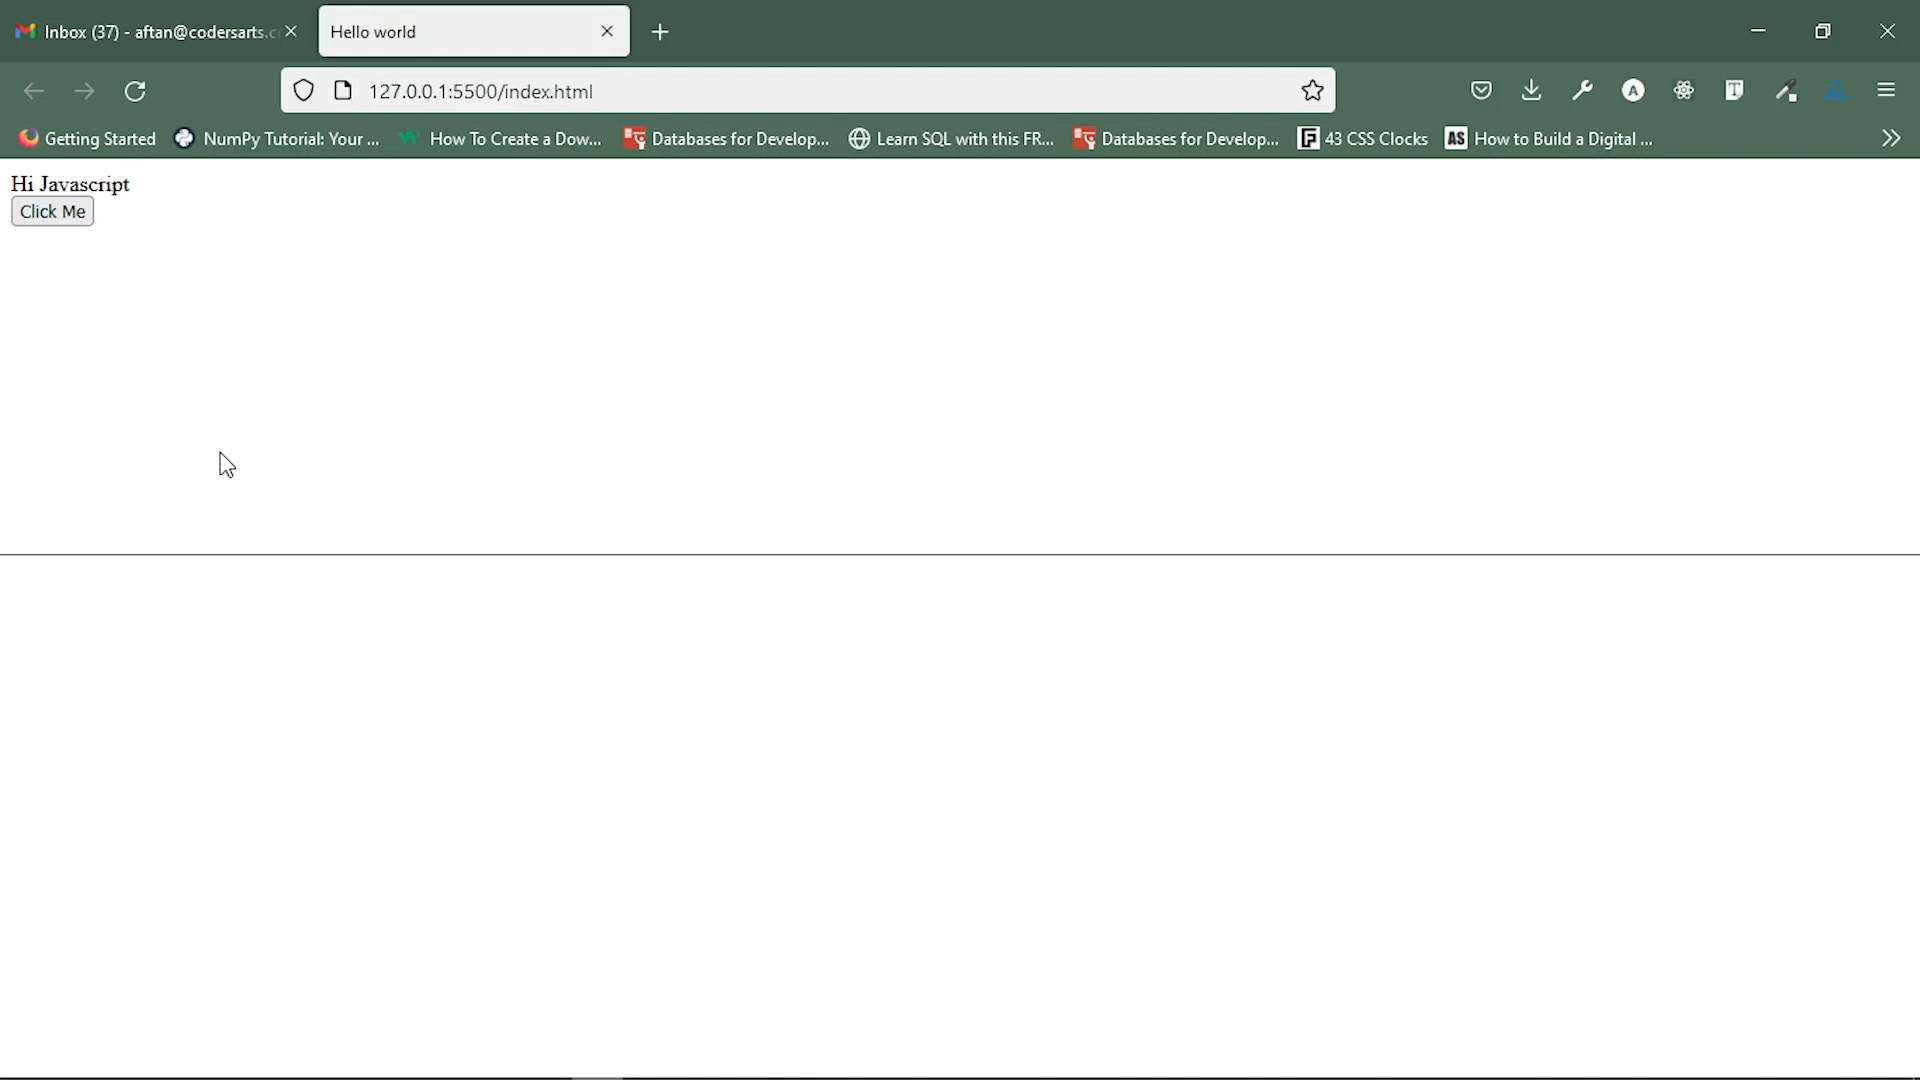 Inbox (37) - aftan@codersarts.c
Hello world
127.0.0.1:5500/index.html
A
T
Getting Started
NumPy Tutorial: Your ...
W
How To Create a Dow...
Databases for Develop...
Learn SQL with this FR...
Databases for Develop...
F
43 CSS Clocks
AS
How to Build a Digital ...
Hi Javascript
Click Me